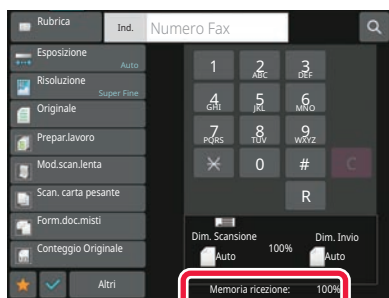 Rubrica
Ind.
Numero Fax
Esposizione
Auto
Risoluzione
Super Fine
Originale
Prepar.lavoro
Mod.scan.lenta
Scan. carta pesante
Form.doc.misti
Conteggio Originale
Altri
1
2 ABC
3 DEF
4 GHI
5 JKL
6 MNO
7 PQRS
8 TUV
9 WXYZ
0
#
C
R
Dim. Scansione
Dim. Invio
Auto
100%
Auto
Memoria ricezione: 100%